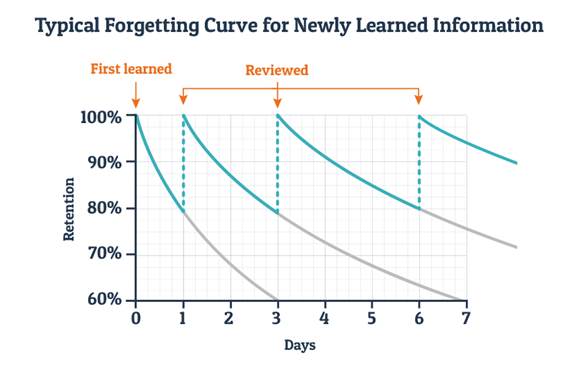 Typical Forgetting Curve for Newly Learned Information
First learned
Reviewed
100%
90%
80%
70%
60%
Retention
0 1 2 3 4 5 6 7
Days